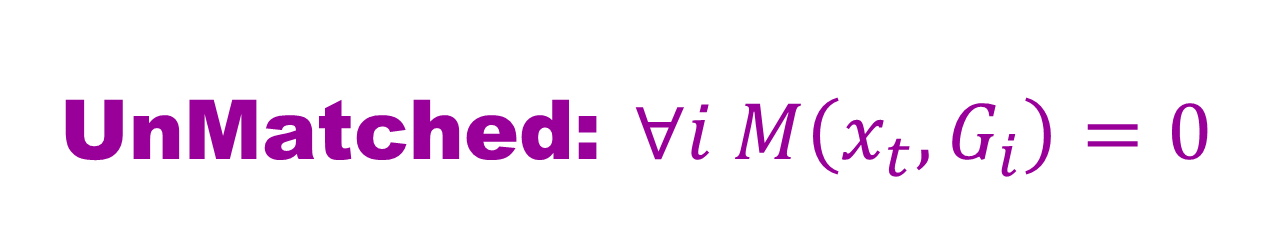 UnMatched: ∀i M(x_t, G_i) = 0